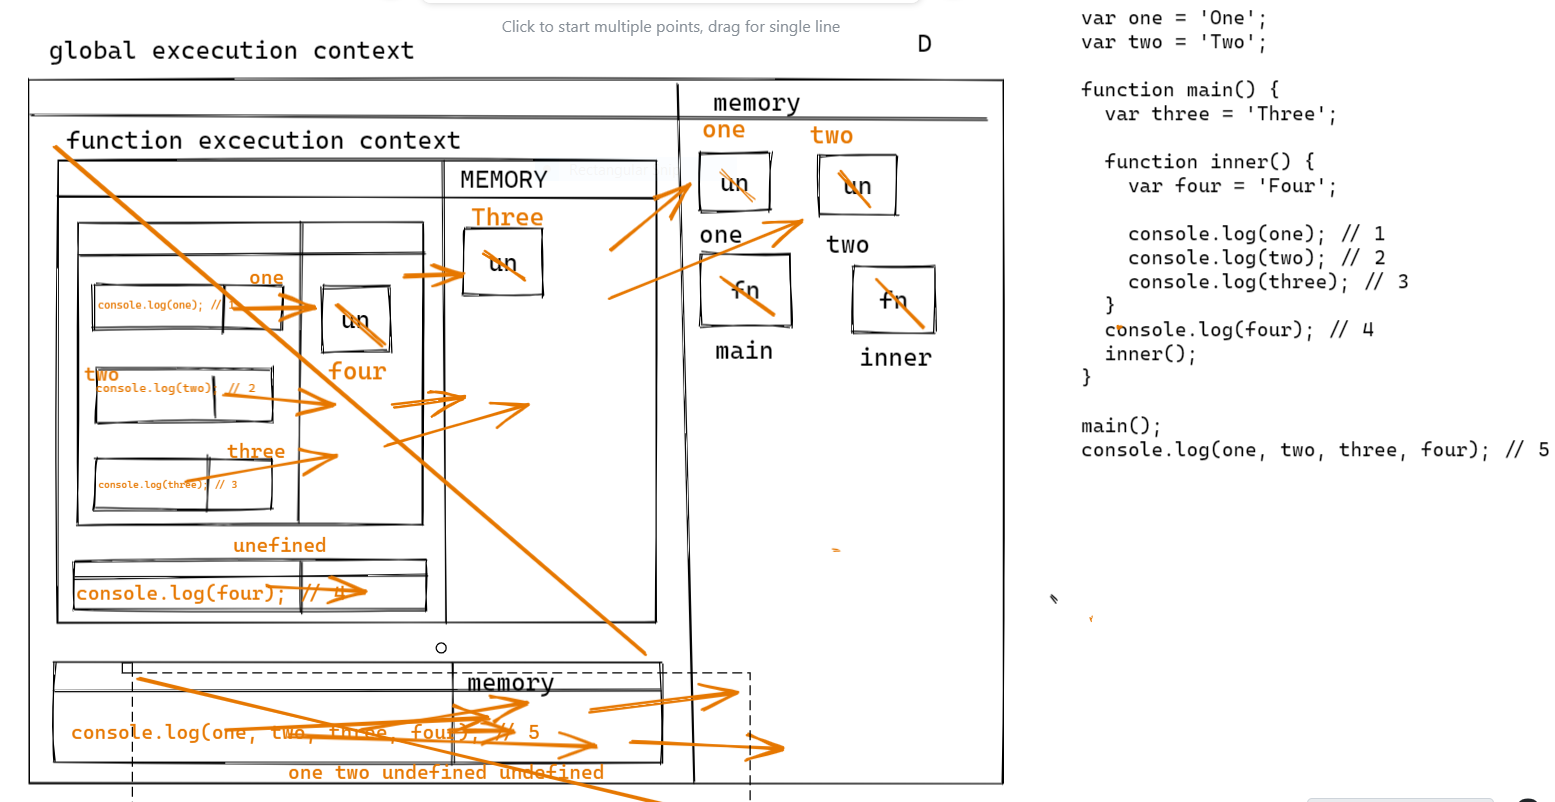 Click to start multiple points, drag for single line
global excecution context
D
memory
one
two
un
un
one
two
fn
fn
main
inner
function excecution context
MEMORY
Three
un
one
console.log(one); // 1
un
four
two
console.log(two); // 2
three
console.log(three); // 3
unefined
console.log(four); // 4
memory
console.log(one, two, three, four); // 5
one two undefined undefined
var one = 'One';
var two = 'Two';
function main() {
var three = 'Three';
function inner() {
var four = 'Four';
console.log(one); // 1
console.log(two); // 2
console.log(three); // 3
}
console.log(four); // 4
inner();
}
main();
console.log(one, two, three, four); // 5